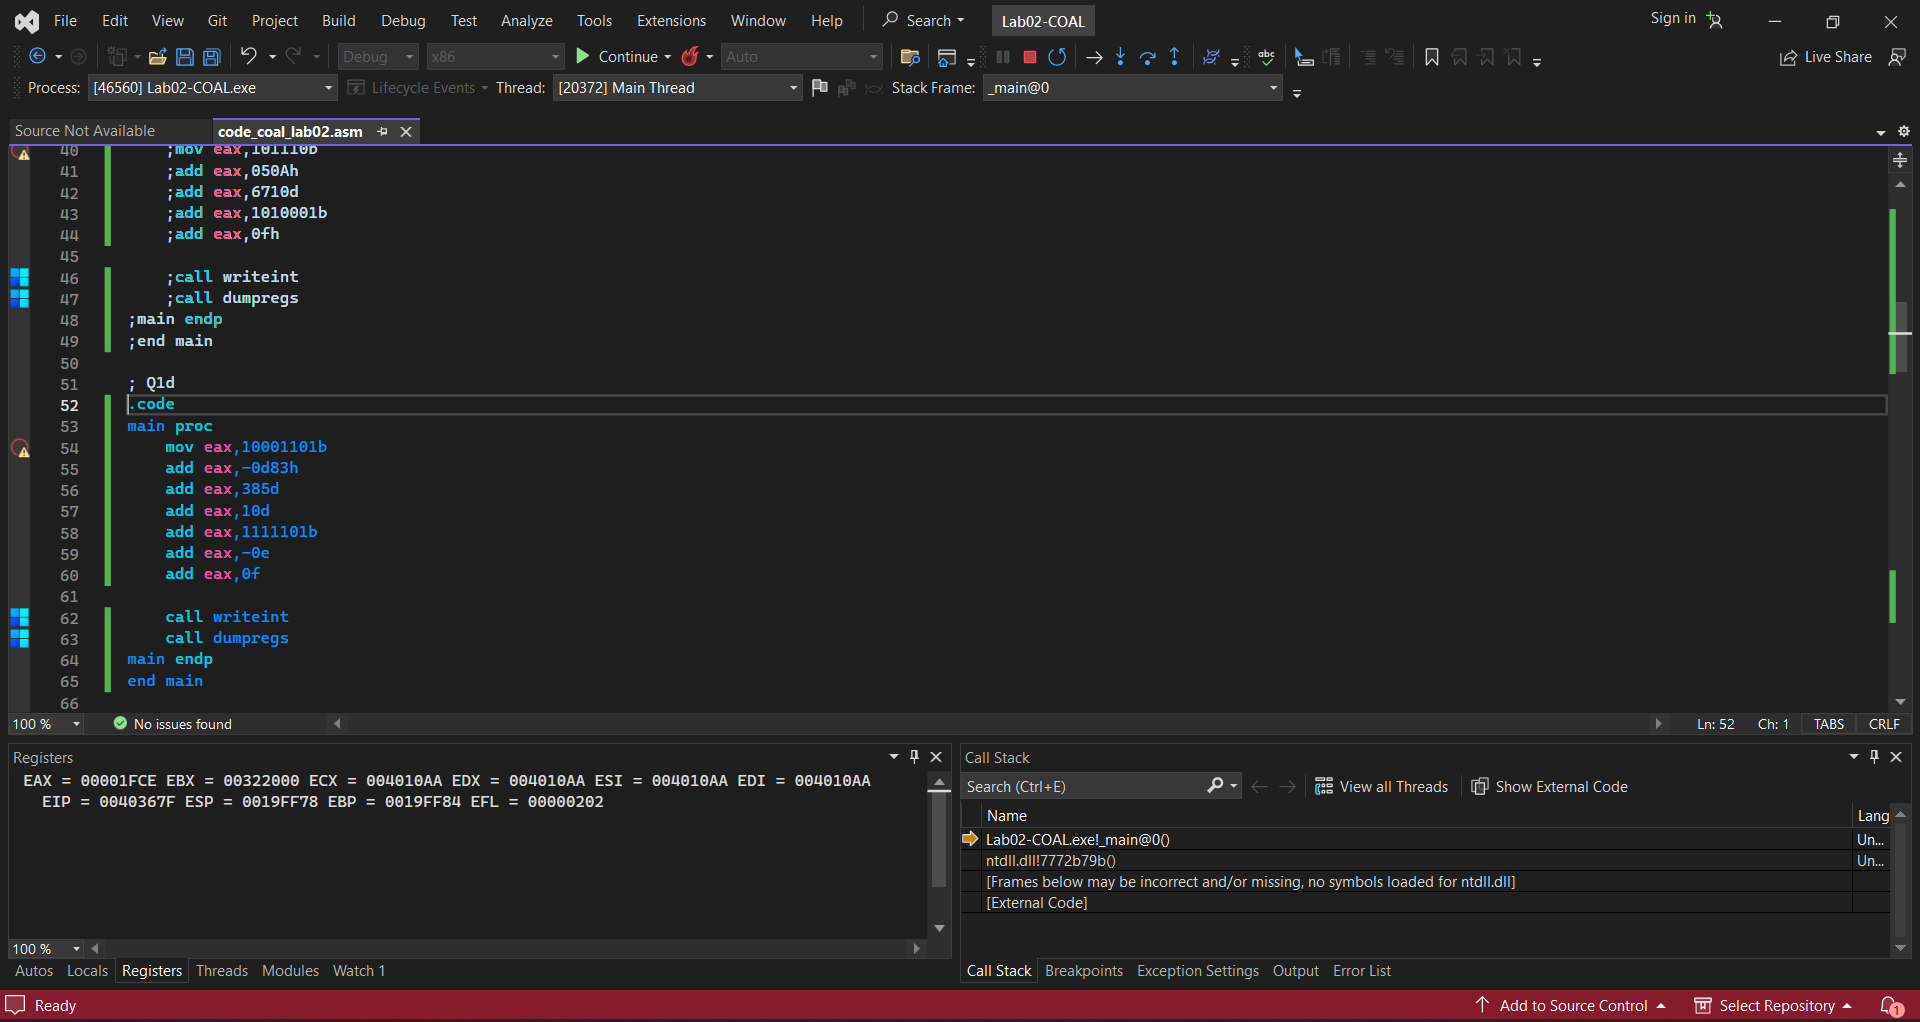 File Edit View Git Project Build Debug Test Analyze Tools Extensions Window Help Search Lab02-COAL Sign in
Debug x86 Continue Auto abc Live Share
Process: [46560] Lab02-COAL.exe Lifecycle Events Thread: [20372] Main Thread Stack Frame: _main@0
Source Not Available code_coal_lab02.asm
40 ;mov eax,101110b
41 ;add eax,050Ah
42 ;add eax,6710d
43 ;add eax,1010001b
44 ;add eax,0fh
45
46 ;call writeint
47 ;call dumpregs
48 ;main endp
49 ;end main
50
51 ; Q1d
52 .code
53 main proc
54 mov eax,10001101b
55 add eax,-0d83h
56 add eax,385d
57 add eax,10d
58 add eax,1111101b
59 add eax,-0e
60 add eax,0f
61
62 call writeint
63 call dumpregs
64 main endp
65 end main
66
100 % No issues found Ln: 52 Ch: 1 TABS CRLF
Registers
EAX = 00001FCE EBX = 00322000 ECX = 004010AA EDX = 004010AA ESI = 004010AA EDI = 004010AA
EIP = 0040367F ESP = 0019FF78 EBP = 0019FF84 EFL = 00000202
100 %
Autos Locals Registers Threads Modules Watch 1
Call Stack
Search (Ctrl+E) View all Threads Show External Code
Name Lang
Lab02-COAL.exe!_main@0() Un...
ntdll.dll!7772b79b() Un...
[Frames below may be incorrect and/or missing, no symbols loaded for ntdll.dll]
[External Code]
Call Stack Breakpoints Exception Settings Output Error List
Ready Add to Source Control Select Repository 1